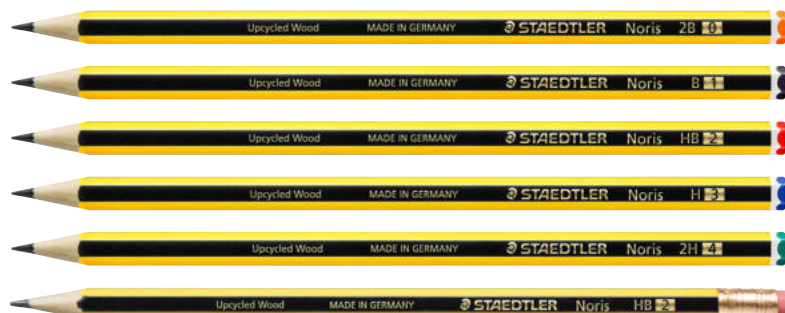 Upcycled Wood MADE IN GERMANY STAEDTLER Noris 2B 0
Upcycled Wood MADE IN GERMANY STAEDTLER Noris B 1
Upcycled Wood MADE IN GERMANY STAEDTLER Noris HB 2
Upcycled Wood MADE IN GERMANY STAEDTLER Noris H 3
Upcycled Wood MADE IN GERMANY STAEDTLER Noris 2H 4
Upcycled Wood MADE IN GERMANY STAEDTLER Noris HB 2